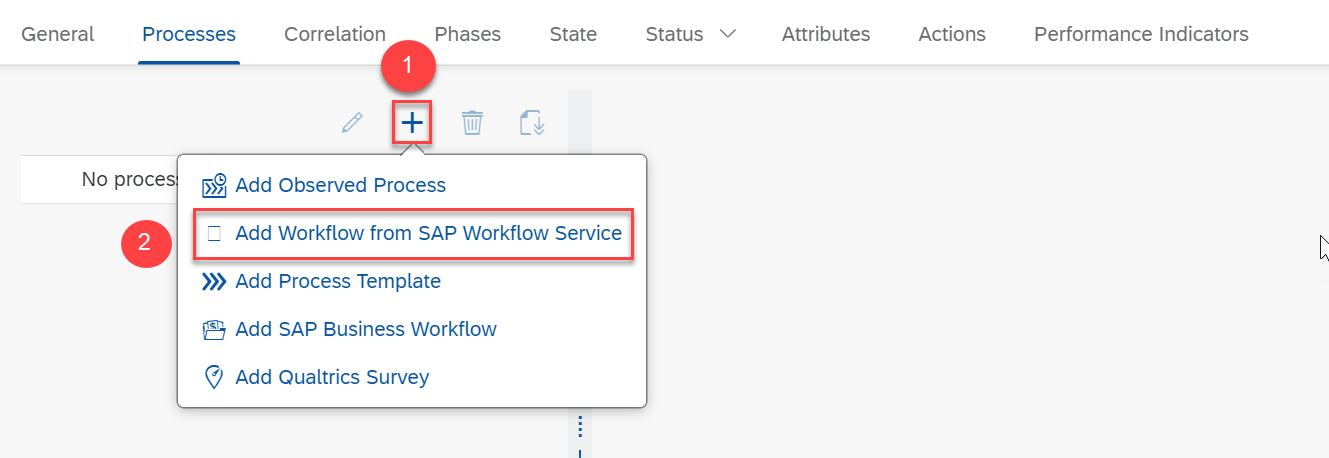 General Processes Correlation Phases State Status Attributes Actions Performance Indicators
1
No process
Add Observed Process
2
Add Workflow from SAP Workflow Service
Add Process Template
Add SAP Business Workflow
Add Qualtrics Survey